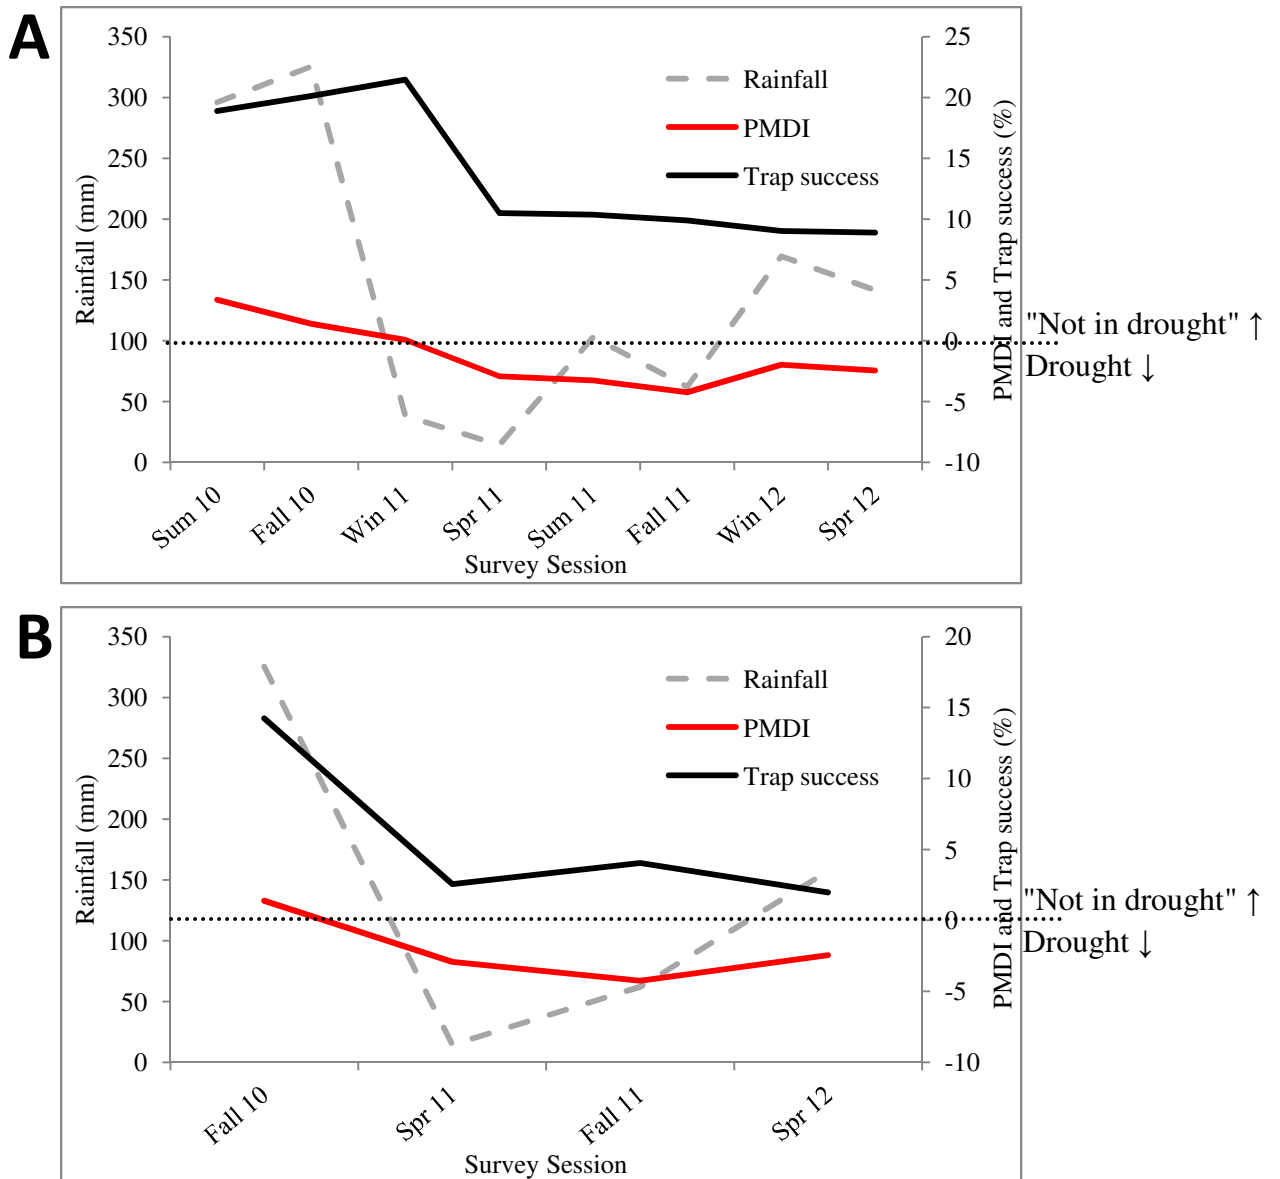 A
350
300
250
200
150
100
50
0
Rainfall (mm)
25
20
15
10
5
0
-5
-10
PMDI and Trap success (%)
Rainfall
PMDI
Trap success
"Not in drought" ↑
Drought ↓
Sum 10
Fall 10
Win 11
Spr 11
Sum 11
Fall 11
Win 12
Spr 12
Survey Session
B
350
300
250
200
150
100
50
0
Rainfall (mm)
20
15
10
5
0
-5
-10
PMDI and Trap success (%)
Rainfall
PMDI
Trap success
"Not in drought" ↑
Drought ↓
Fall 10
Spr 11
Fall 11
Spr 12
Survey Session